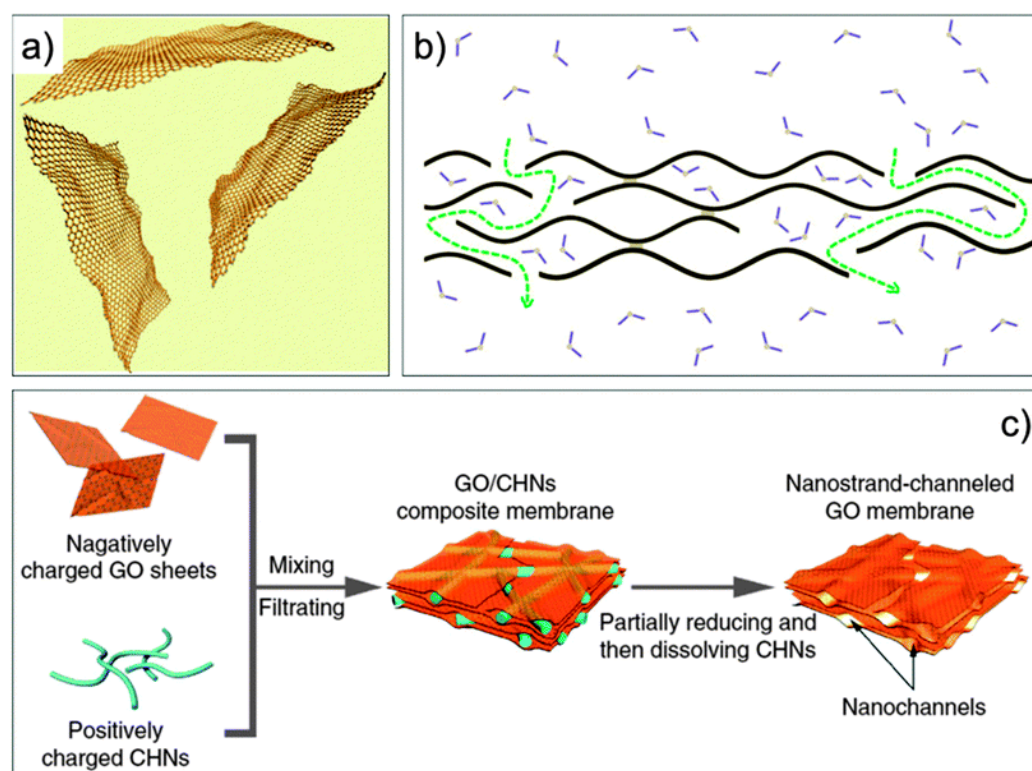 a)
b)
c)
Nagatively
charged GO sheets
Positively
charged CHNs
Mixing
Filtrating
GO/CHNs
composite membrane
Partially reducing and
then dissolving CHNs
Nanostrand-channeled
GO membrane
Nanochannels